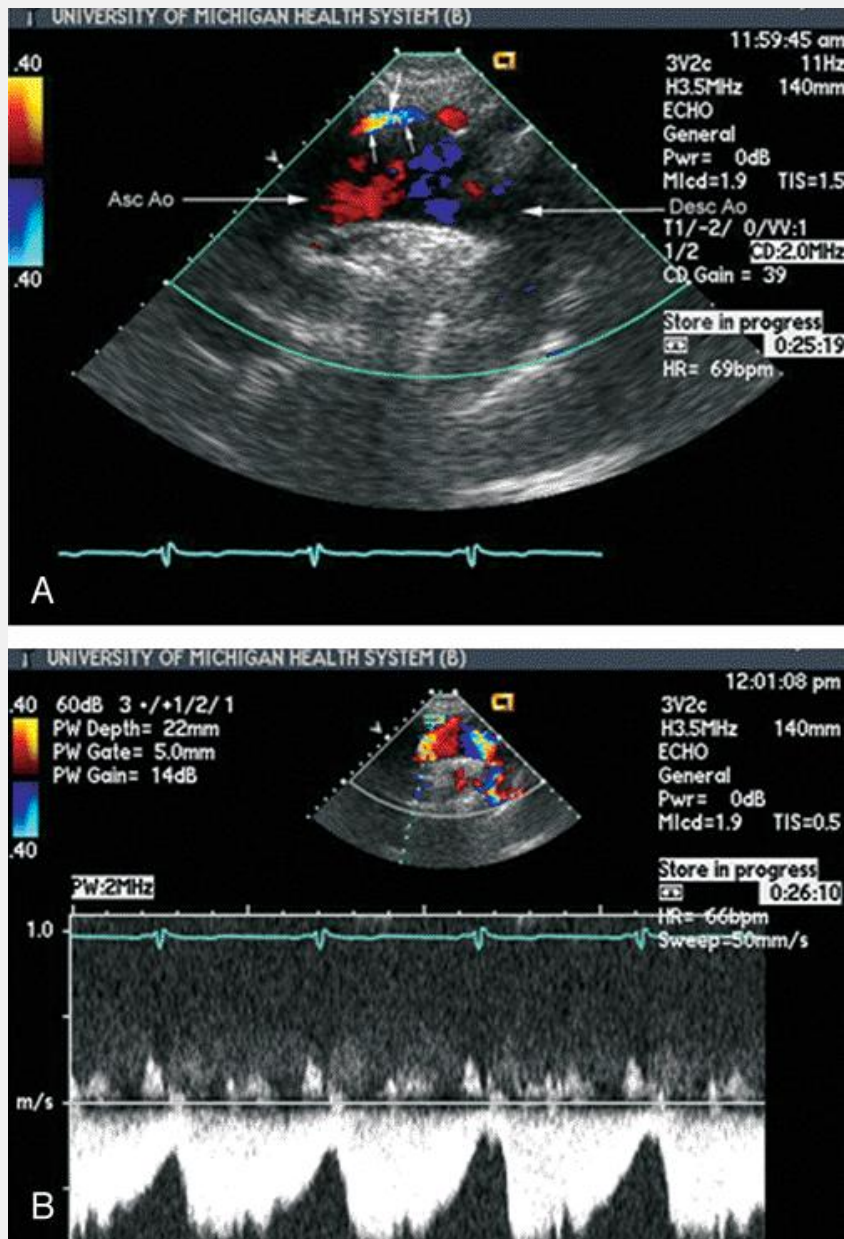 UNIVERSITY OF MICHIGAN HEALTH SYSTEM (B)
11:59:45 am
.40
3V2c 11Hz
H3.5MHz 140mm
ECHO
General
Pwr= 0dB
MIcd=1.9 TIS=1.5
Asc Ao
Desc Ao
T1/-2/ 0/VV:1
1/2 CD:2.0MHz
.40
CD Gain = 39
Store in progress
0:25:19
HR= 69bpm
A
UNIVERSITY OF MICHIGAN HEALTH SYSTEM (B)
12:01:08 pm
.40 60dB 3 •/+1/2/1
PW Depth= 22mm
PW Gate= 5.0mm
PW Gain= 14dB
.40
3V2c
H3.5MHz 140mm
ECHO
General
Pwr= 0dB
MIcd=1.9 TIS=0.5
Store in progress
0:26:10
HR= 66bpm
Sweep=50mm/s
PW:2MHz
1.0
m/s
B